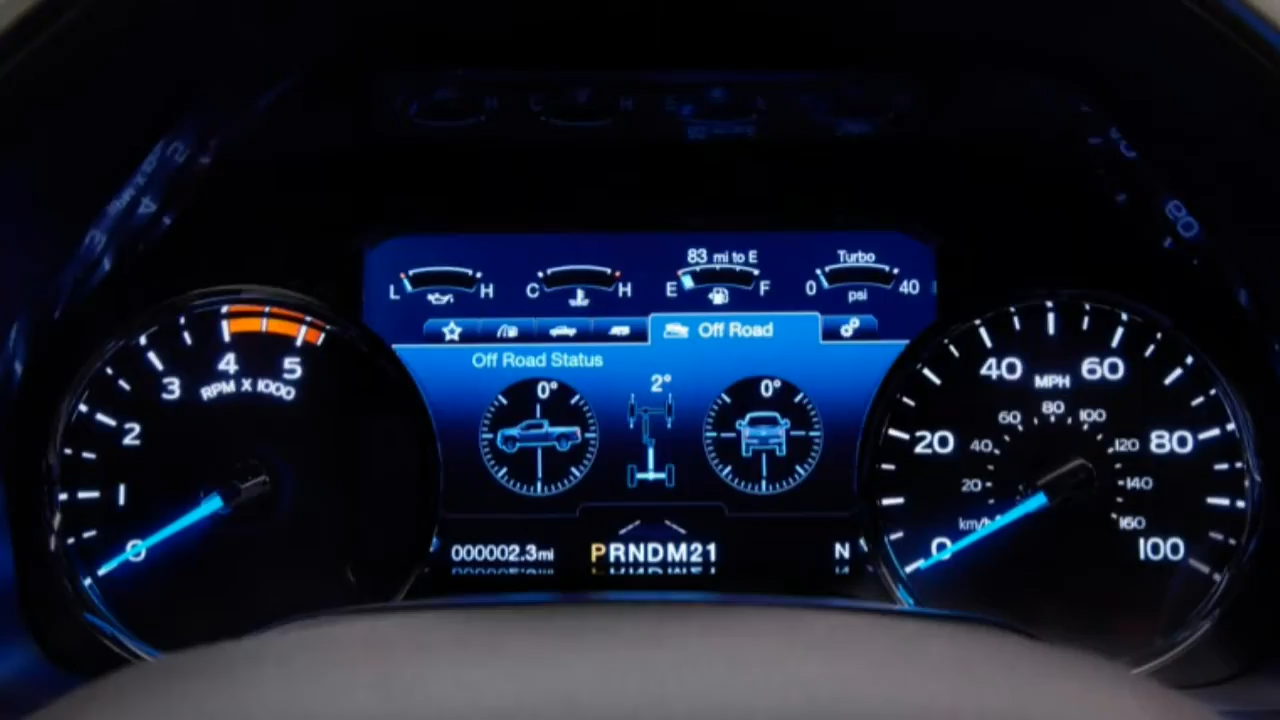 83 mi to E
Turbo
L H
C H
E F
0 40
psi
Off Road
Off Road Status
0°
2°
0°
0 1 2 3 4 5
RPM X 1000
0 20 40 60 80 100
MPH
20 40 60 80 100 120 140 160
km/h
000002.3mi
PRNDM21
N